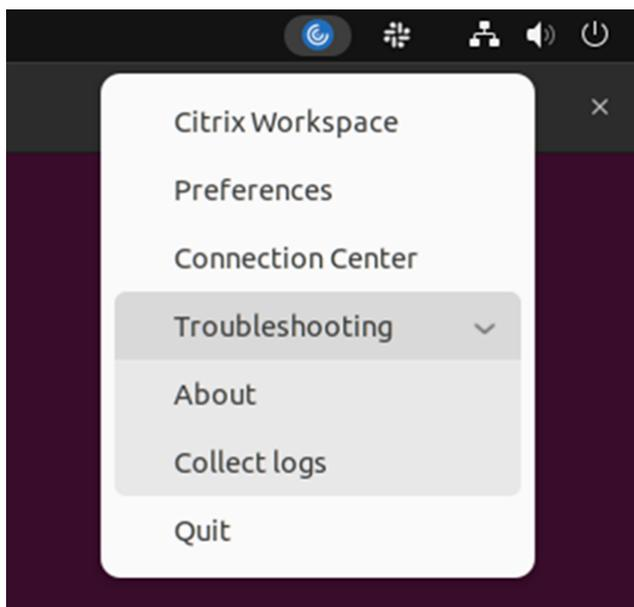 Citrix Workspace
Preferences
Connection Center
Troubleshooting
About
Collect logs
Quit